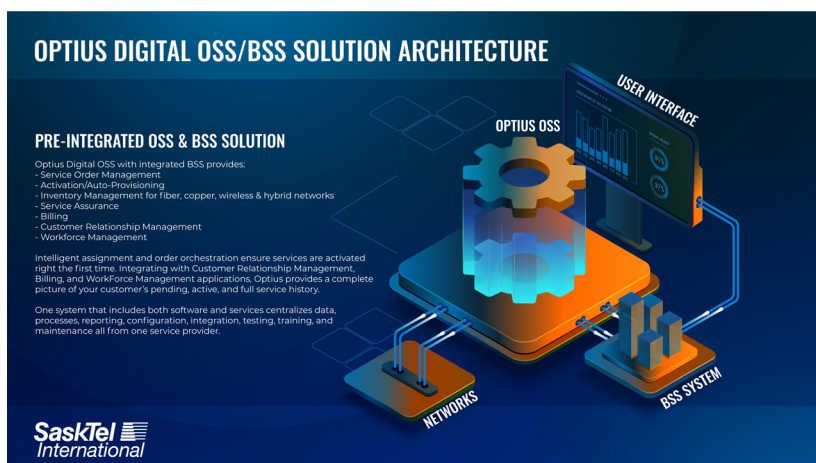 OPTIUS DIGITAL OSS/BSS SOLUTION ARCHITECTURE
PRE-INTEGRATED OSS & BSS SOLUTION
Optius Digital OSS with integrated BSS provides:
- Service Order Management
- Activation/Auto-Provisioning
- Inventory Management for fiber, copper, wireless & hybrid networks
- Service Assurance
- Billing
- Customer Relationship Management
- Workforce Management
Intelligent assignment and order orchestration ensure services are activated
right the first time. Integrating with Customer Relationship Management,
Billing, and WorkForce Management applications, Optius provides a complete
picture of your customer's pending, active, and full service history.
One system that includes both software and services centralizes data,
processes, reporting, configuration, integration, testing, training, and
maintenance all from one service provider.
OPTIUS OSS
USER INTERFACE
NETWORKS
BSS SYSTEM
SaskTel
International